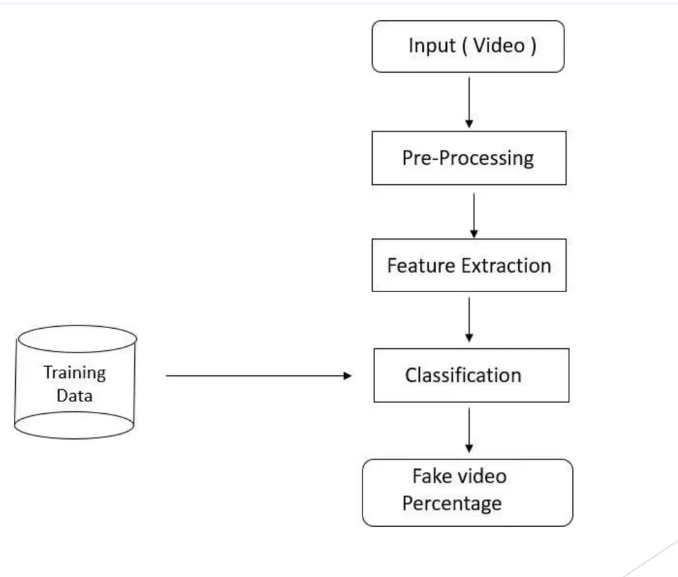 Input ( Video )
Pre-Processing
Feature Extraction
Training
Data
Classification
Fake video
Percentage